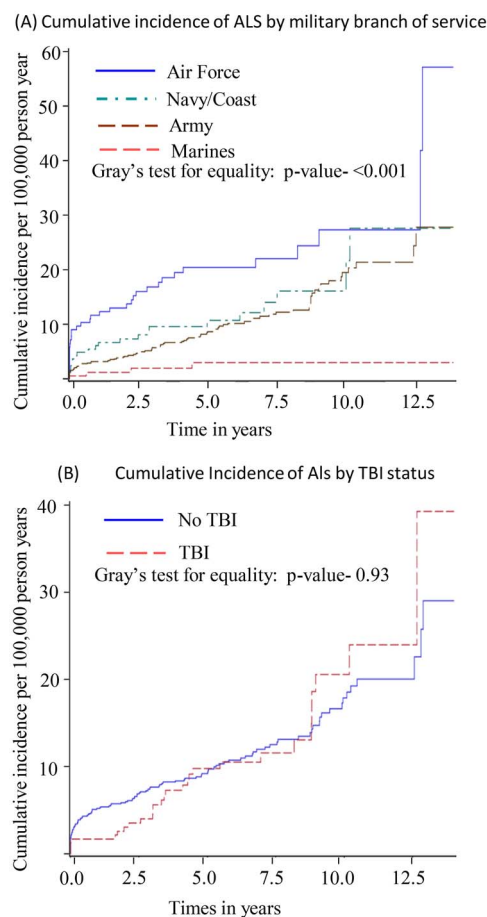 (A) Cumulative incidence of ALS by military branch of service
Cumulative incidence per 100,000 person year
60
50
40
30
20
10
Air Force
Navy/Coast
Army
Marines
Gray's test for equality: p-value- <0.001
0.0 2.5 5.0 7.5 10.0 12.5
Time in years
(B) Cumulative Incidence of Als by TBI status
Cumulative incidence per 100,000 person years
40
30
20
10
No TBI
TBI
Gray's test for equality: p-value- 0.93
0.0 2.5 5.0 7.5 10.0 12.5
Times in years